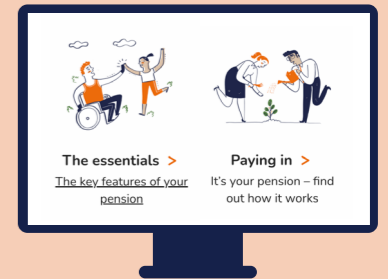 The essentials >
The key features of your
pension
Paying in >
It's your pension – find
out how it works